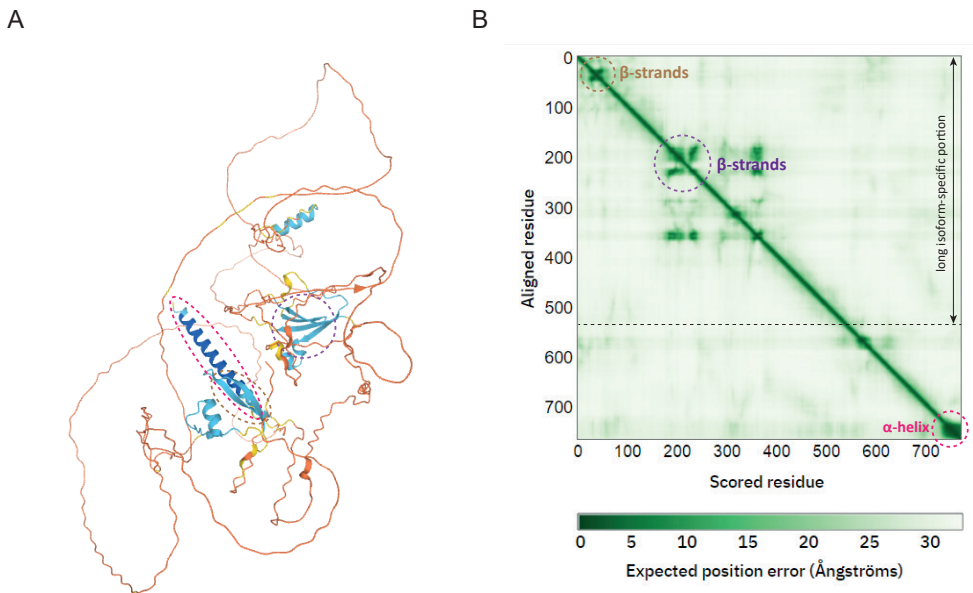 A
B
0
100
200
300
400
500
600
700
Aligned residue
β-strands
β-strands
α-helix
long isoform-specific portion
0 100 200 300 400 500 600 700
Scored residue
0 5 10 15 20 25 30
Expected position error (Ångströms)